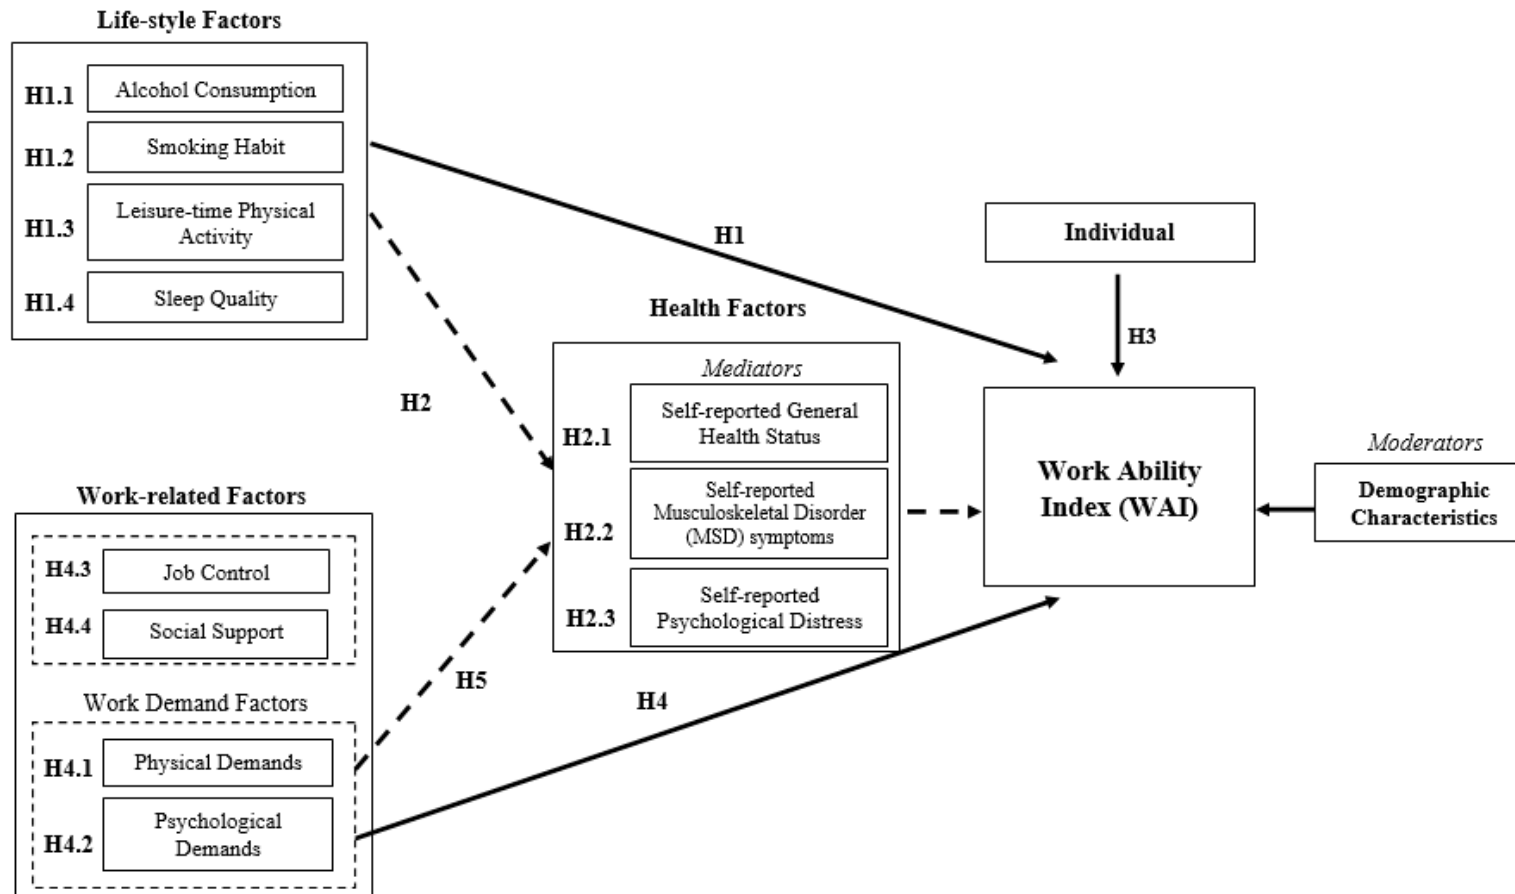 Life-style Factors
H1.1
Alcohol Consumption
H1.2
Smoking Habit
H1.3
Leisure-time Physical
Activity
H1.4
Sleep Quality
H1
H2
Individual
H3
Health Factors
Mediators
H2.1
Self-reported General
Health Status
H2.2
Self-reported
Musculoskeletal Disorder
(MSD) symptoms
H2.3
Self-reported
Psychological Distress
Work Ability
Index (WAI)
Moderators
Demographic
Characteristics
Work-related Factors
H4.3
Job Control
H4.4
Social Support
Work Demand Factors
H4.1
Physical Demands
H4.2
Psychological
Demands
H5
H4